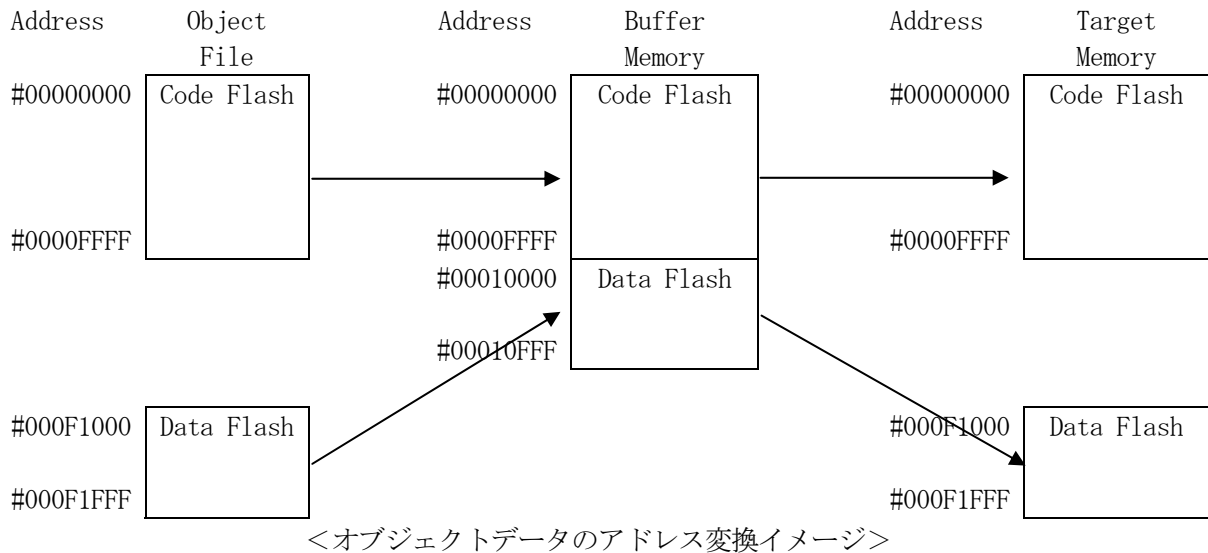 Address Object Address Buffer Address Target
File Memory Memory
#00000000 Code Flash #00000000 Code Flash #00000000 Code Flash
#0000FFFF #0000FFFF #0000FFFF
#00010000 Data Flash
#00010FFF
#000F1000 Data Flash #000F1000 Data Flash
#000F1FFF #000F1FFF
＜オブジェクトデータのアドレス変換イメージ＞